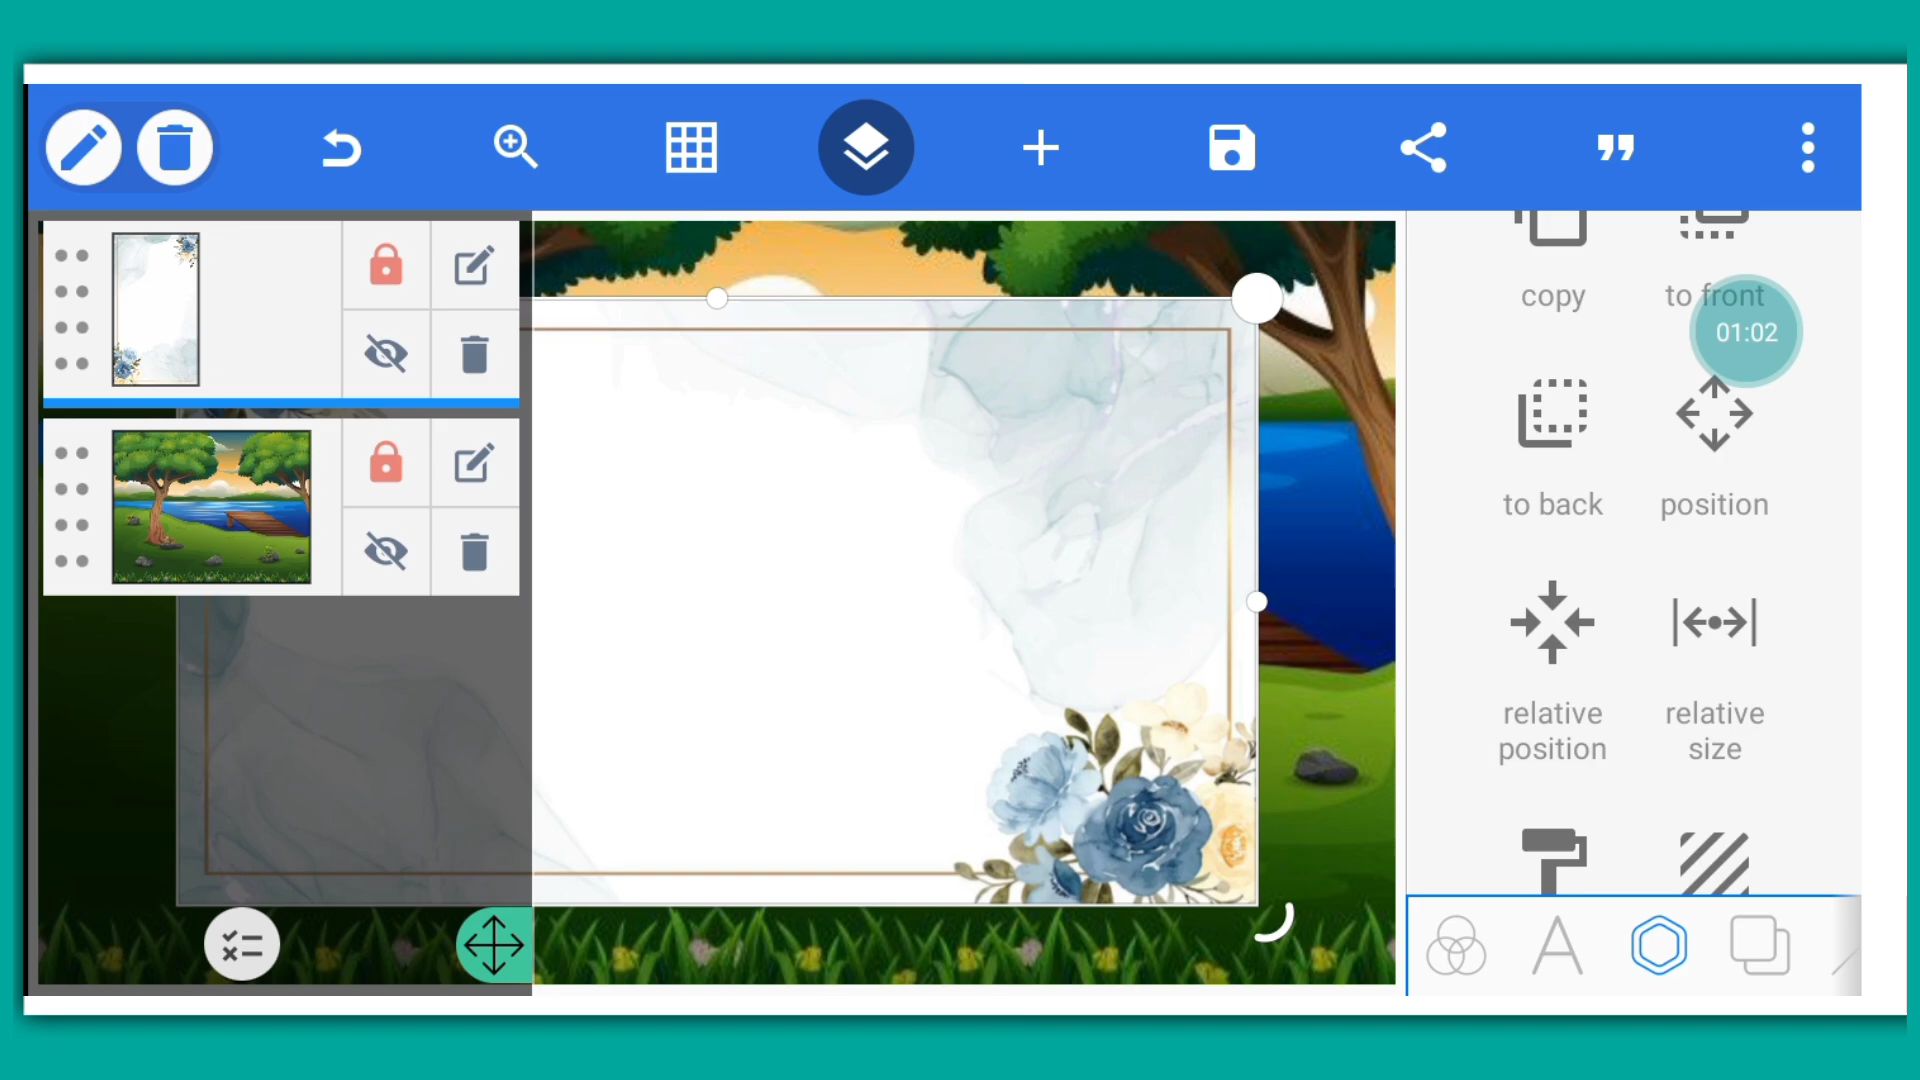 copy
to front
01:02
to back
position
relative
position
relative
size